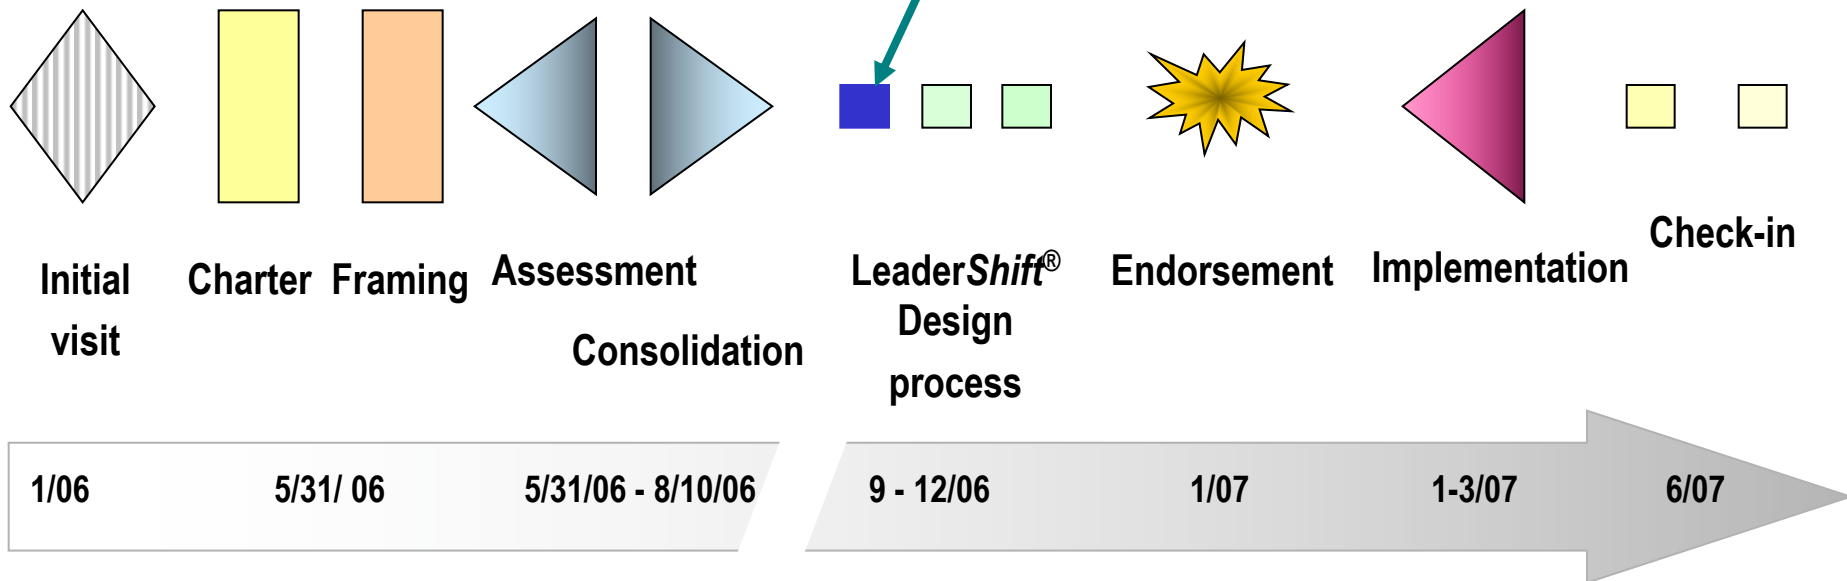 Initial
visit
Charter
Framing
Assessment
Consolidation
LeaderShift®
Design
process
Endorsement
Implementation
Check-in
1/06
5/31/ 06
5/31/06 - 8/10/06
9 - 12/06
1/07
1-3/07
6/07